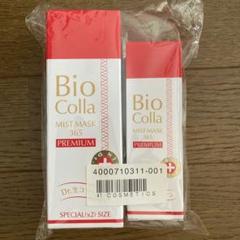 Bio
Colla
MIST MASK
365
PREMIUM
SPECIAL(x2) SIZE
Bio
Colla
MIST MASK
365
PREMIUM
4000710311-001
COSMETICS